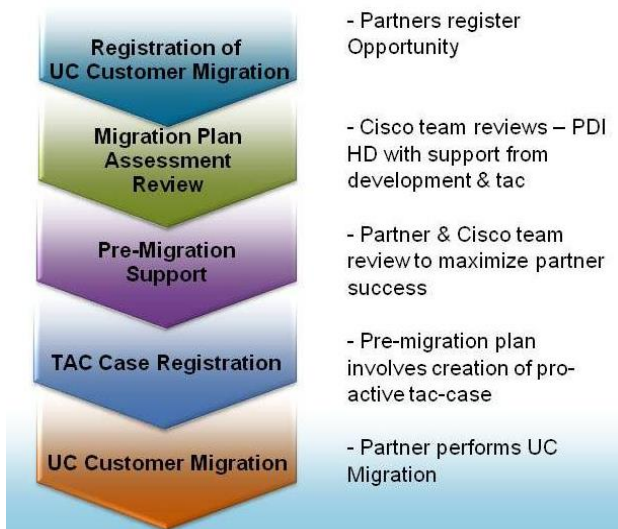 Registration of
UC Customer Migration
- Partners register
Opportunity
Migration Plan
Assessment
Review
- Cisco team reviews – PDI
HD with support from
development & tac
Pre-Migration
Support
- Partner & Cisco team
review to maximize partner
success
TAC Case Registration
- Pre-migration plan
involves creation of pro-
active tac-case
UC Customer Migration
- Partner performs UC
Migration